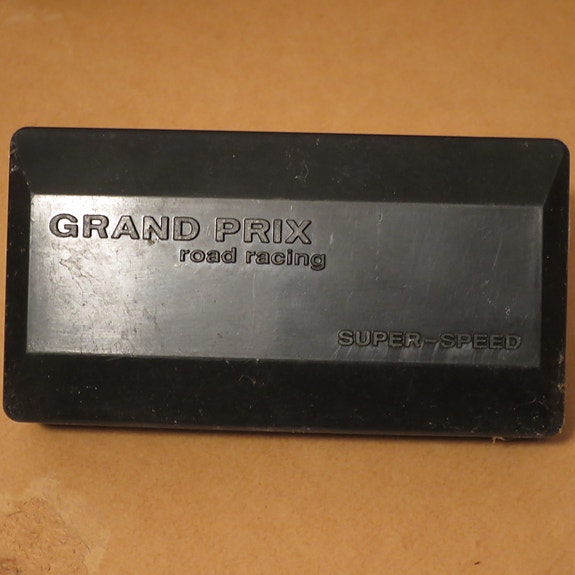 GRAND PRIX
road racing
SUPER-SPEED